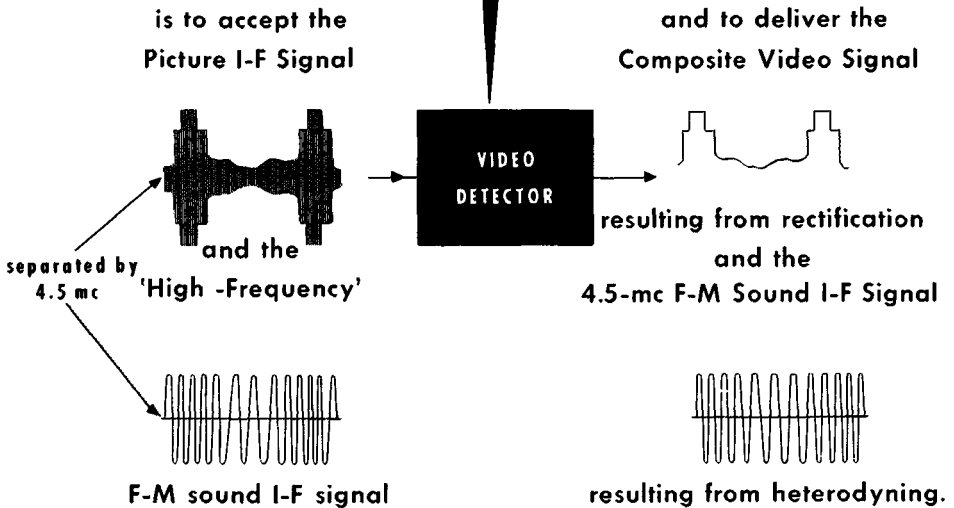 is to accept the
Picture I-F Signal
and to deliver the
Composite Video Signal
VIDEO
DETECTOR
separated by
4.5 mc
and the
'High -Frequency'
resulting from rectification
and the
4.5-mc F-M Sound I-F Signal
F-M sound I-F signal
resulting from heterodyning.